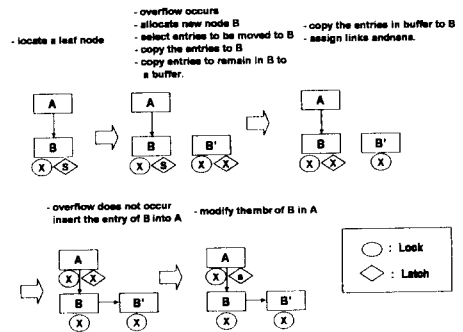 - locate a leaf node
- overflow occurs
- allocate new node B
- select entries to be moved to B
- copy the entries to B
- copy entries to remain in B to
a buffer.
- copy the entries in buffer to B
- assign links andnsns.
A
B
X
S
A
B
B'
X
S
X
X
A
B
B'
X
X
X
- overflow does not occur
insert the entry of B into A
- modify thembr of B in A
A
X
X
B
B'
X
X
A
X
s
B
B'
X
X
: Lock
: Latch